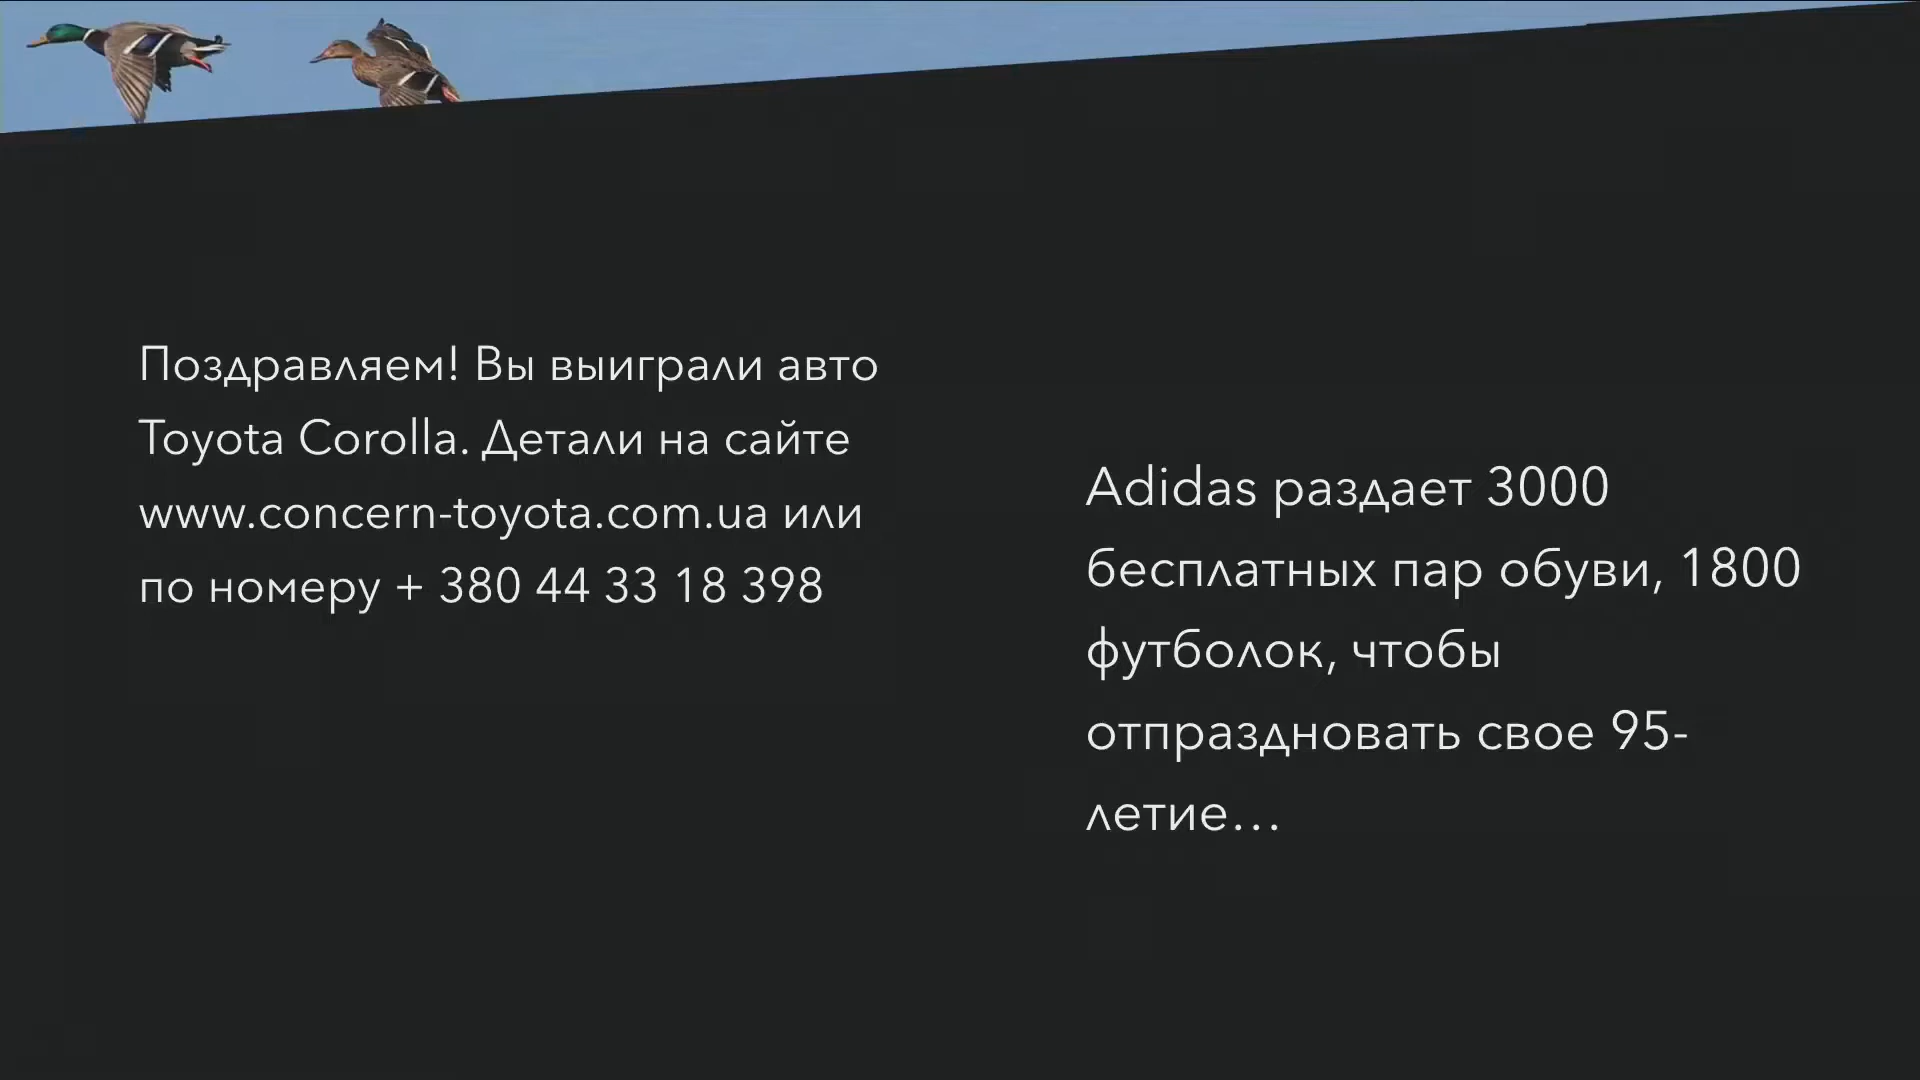 Поздравляем! Вы выиграли авто
Toyota Corolla. Детали на сайте
www.concern-toyota.com.ua или
по номеру + 380 44 33 18 398
Adidas раздает 3000
бесплатных пар обуви, 1800
футболок, чтобы
отпраздновать свое 95-
летие...